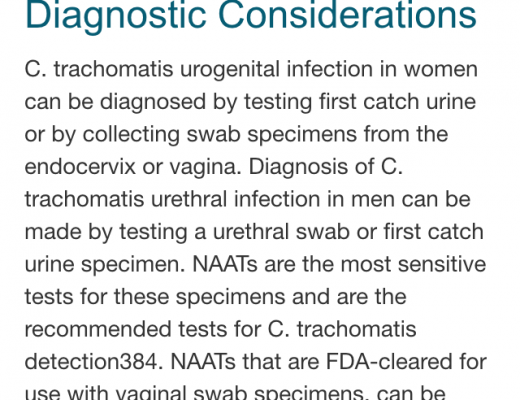 Diagnostic Considerations
C. trachomatis urogenital infection in women
can be diagnosed by testing first catch urine
or by collecting swab specimens from the
endocervix or vagina. Diagnosis of C.
trachomatis urethral infection in men can be
made by testing a urethral swab or first catch
urine specimen. NAATs are the most sensitive
tests for these specimens and are the
recommended tests for C. trachomatis
detection384. NAATs that are FDA-cleared for
use with vaginal swab specimens, can be